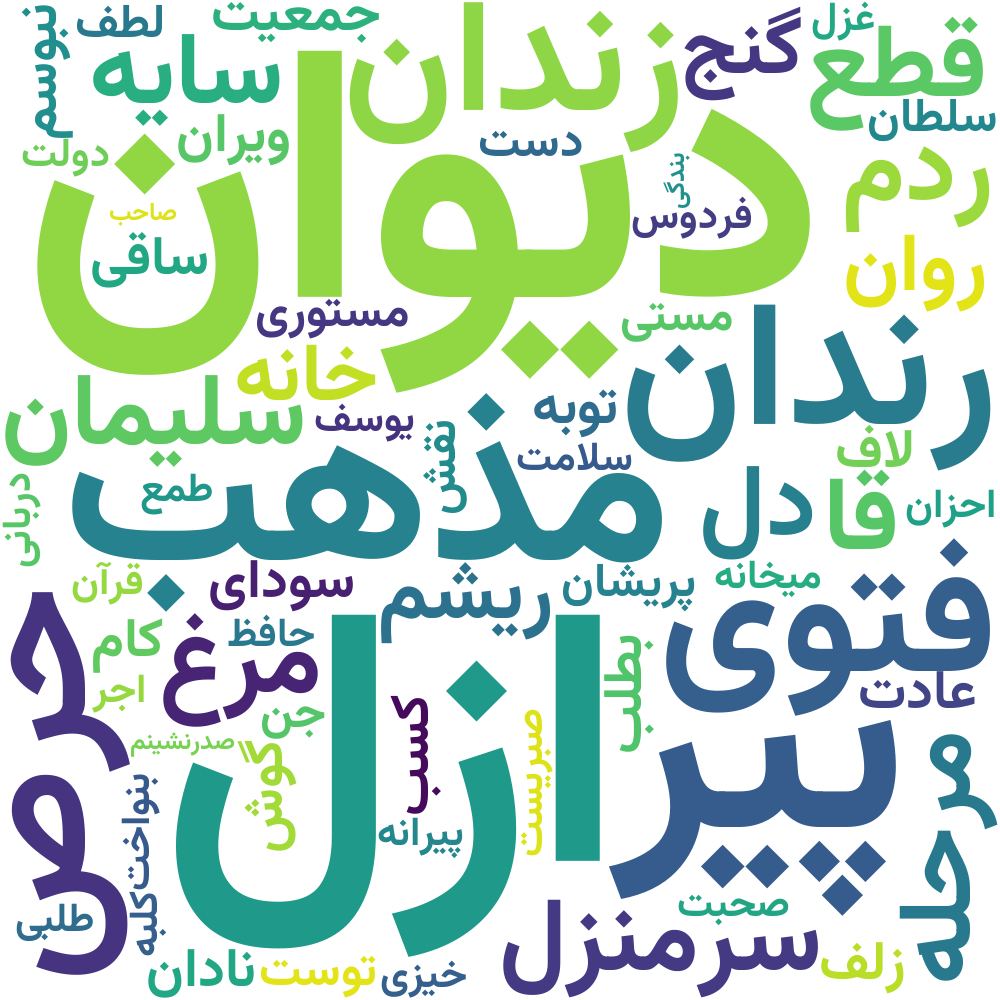 نبوسم
لطف
جمعیت
غزل
سایه
زندان
گنج
قطع
سلطان
دولت
ویران
دست
دیوان
بندگی
فردوس
ردم
صاحب
ساقی
روان
مستوری
مستی
خانه
رندان
سلیمان
یوسف
توبه
نقش
سلامت
لاف
مذهب
طمع
دل
قا
احزان
دربانی
قرآن
سودای
ریشم
پریشان
میخانه
فتوی
حرص
کام
مرغ
حافظ
ازل
بطلب
عادت
اجر
جن
کسب
صبریست
پیر
مرحله
صدرنشینم
گوش
پیرانه
بنواخت
کلبه
طلبی
سرمنزل
صحبت
زلف
نادان
توست
خیزی